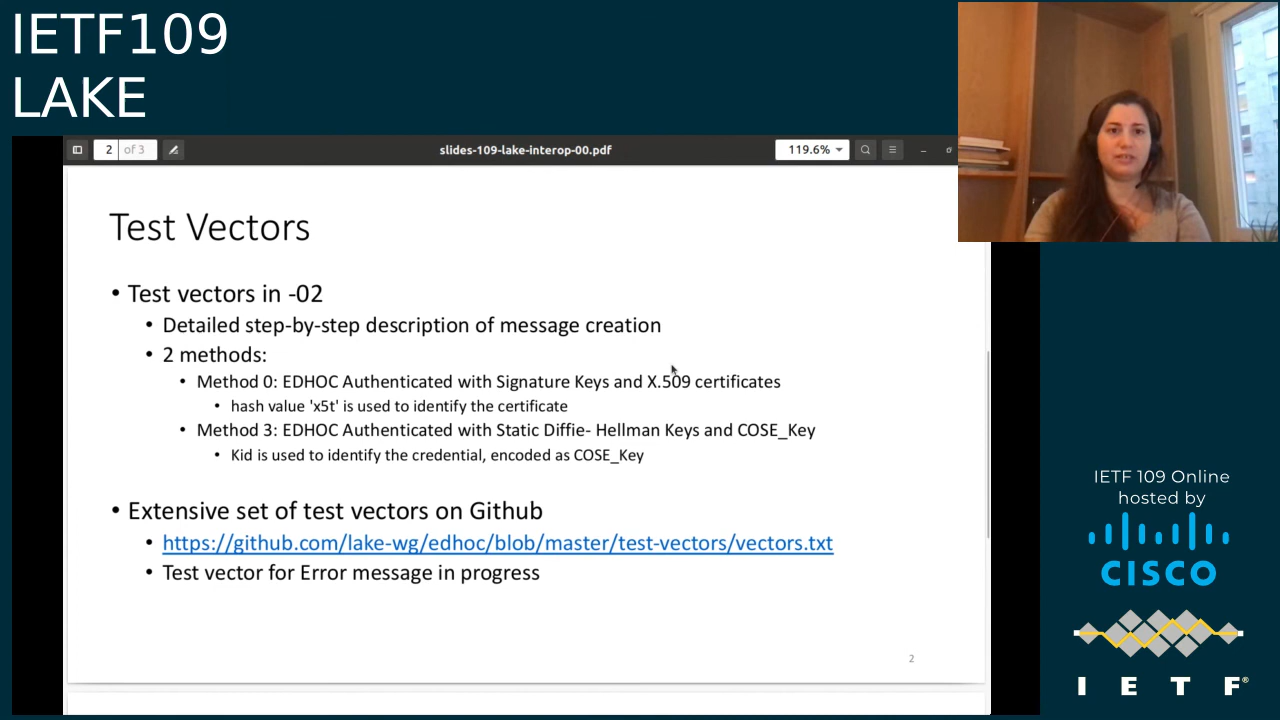 IETF109
LAKE
2 of 3
slides-109-lake-interop-00.pdf
119.6%
Test Vectors
• Test vectors in -02
• Detailed step-by-step description of message creation
• 2 methods:
• Method 0: EDHOC Authenticated with Signature Keys and X.509 certificates
• hash value 'x5t' is used to identify the certificate
• Method 3: EDHOC Authenticated with Static Diffie- Hellman Keys and COSE_Key
• Kid is used to identify the credential, encoded as COSE_Key
• Extensive set of test vectors on Github
• https://github.com/lake-wg/edhoc/blob/master/test-vectors/vectors.txt
• Test vector for Error message in progress
2
IETF 109 Online
hosted by
CISCO
I E T F®